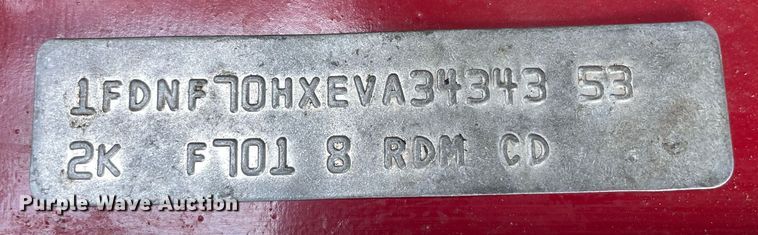 1FDNF70HXEVA34343 53
2K F701 8 RDM CD
Purple Wave Auction